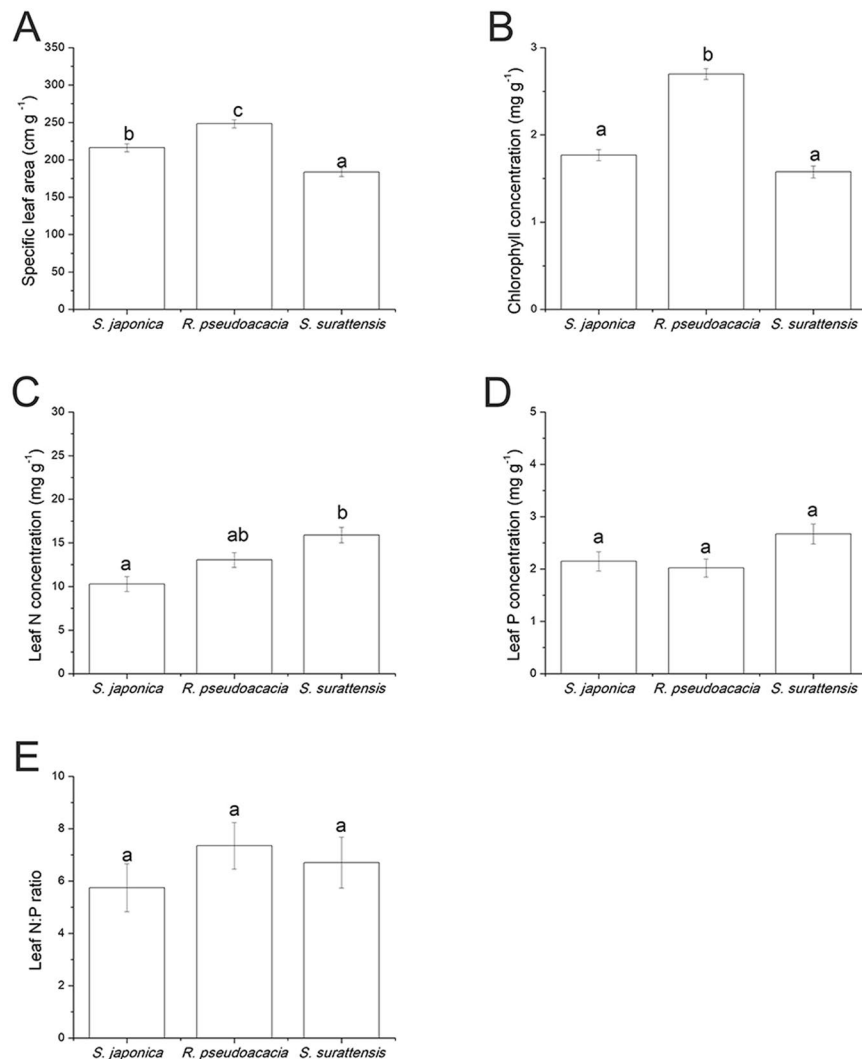 A
Specific leaf area (cm g⁻¹)
350
300
250
200
150
100
50
0
b
c
a
S. japonica R. pseudoacacia S. surattensis
B
Chlorophyll concentration (mg g⁻¹)
3
2
1
0
a
b
a
S. japonica R. pseudoacacia S. surattensis
C
Leaf N concentration (mg g⁻¹)
30
25
20
15
10
5
0
a
ab
b
S. japonica R. pseudoacacia S. surattensis
D
Leaf P concentration (mg g⁻¹)
5
4
3
2
1
0
a
a
a
S. japonica R. pseudoacacia S. surattensis
E
Leaf N:P ratio
10
8
6
4
2
0
a
a
a
S. japonica R. pseudoacacia S. surattensis